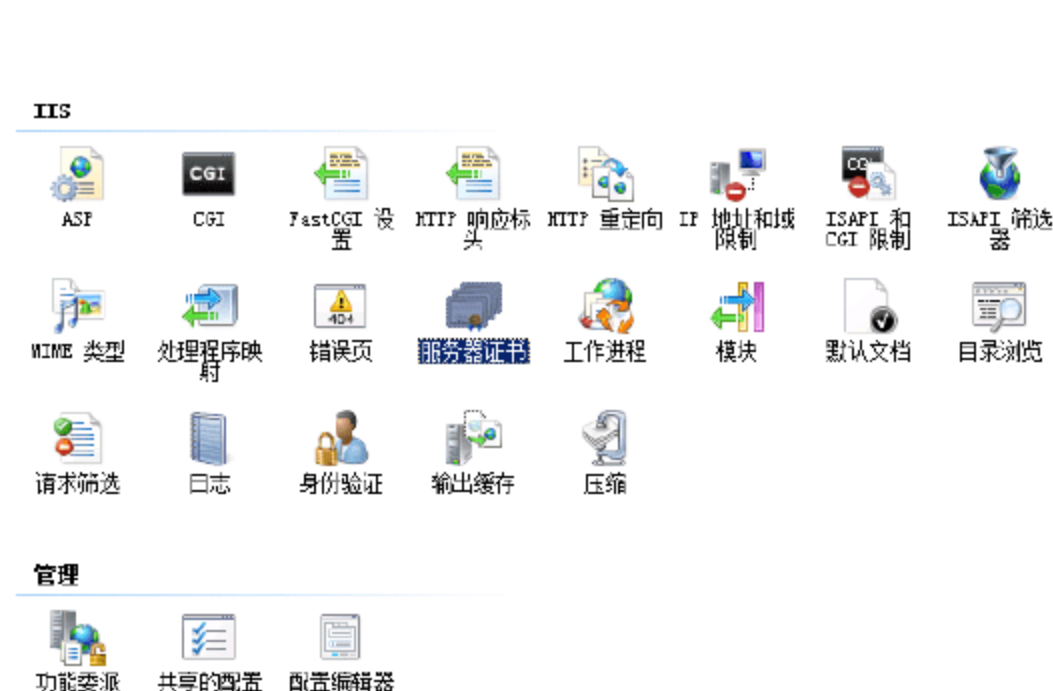 IIS
CGI
CGI
ASP
CGI
FastCGI 设
置
HTTP 响应标
头
HTTP 重定向
IP 地址和域
限制
ISAPI 和
CGI 限制
ISAPI 筛选
器
404
MIME 类型
处理程序映
射
错误页
服务器证书
工作进程
模块
默认文档
目录浏览
请求筛选
日志
身份验证
输出缓存
压缩
管理
功能委派
共享的配置
配置编辑器